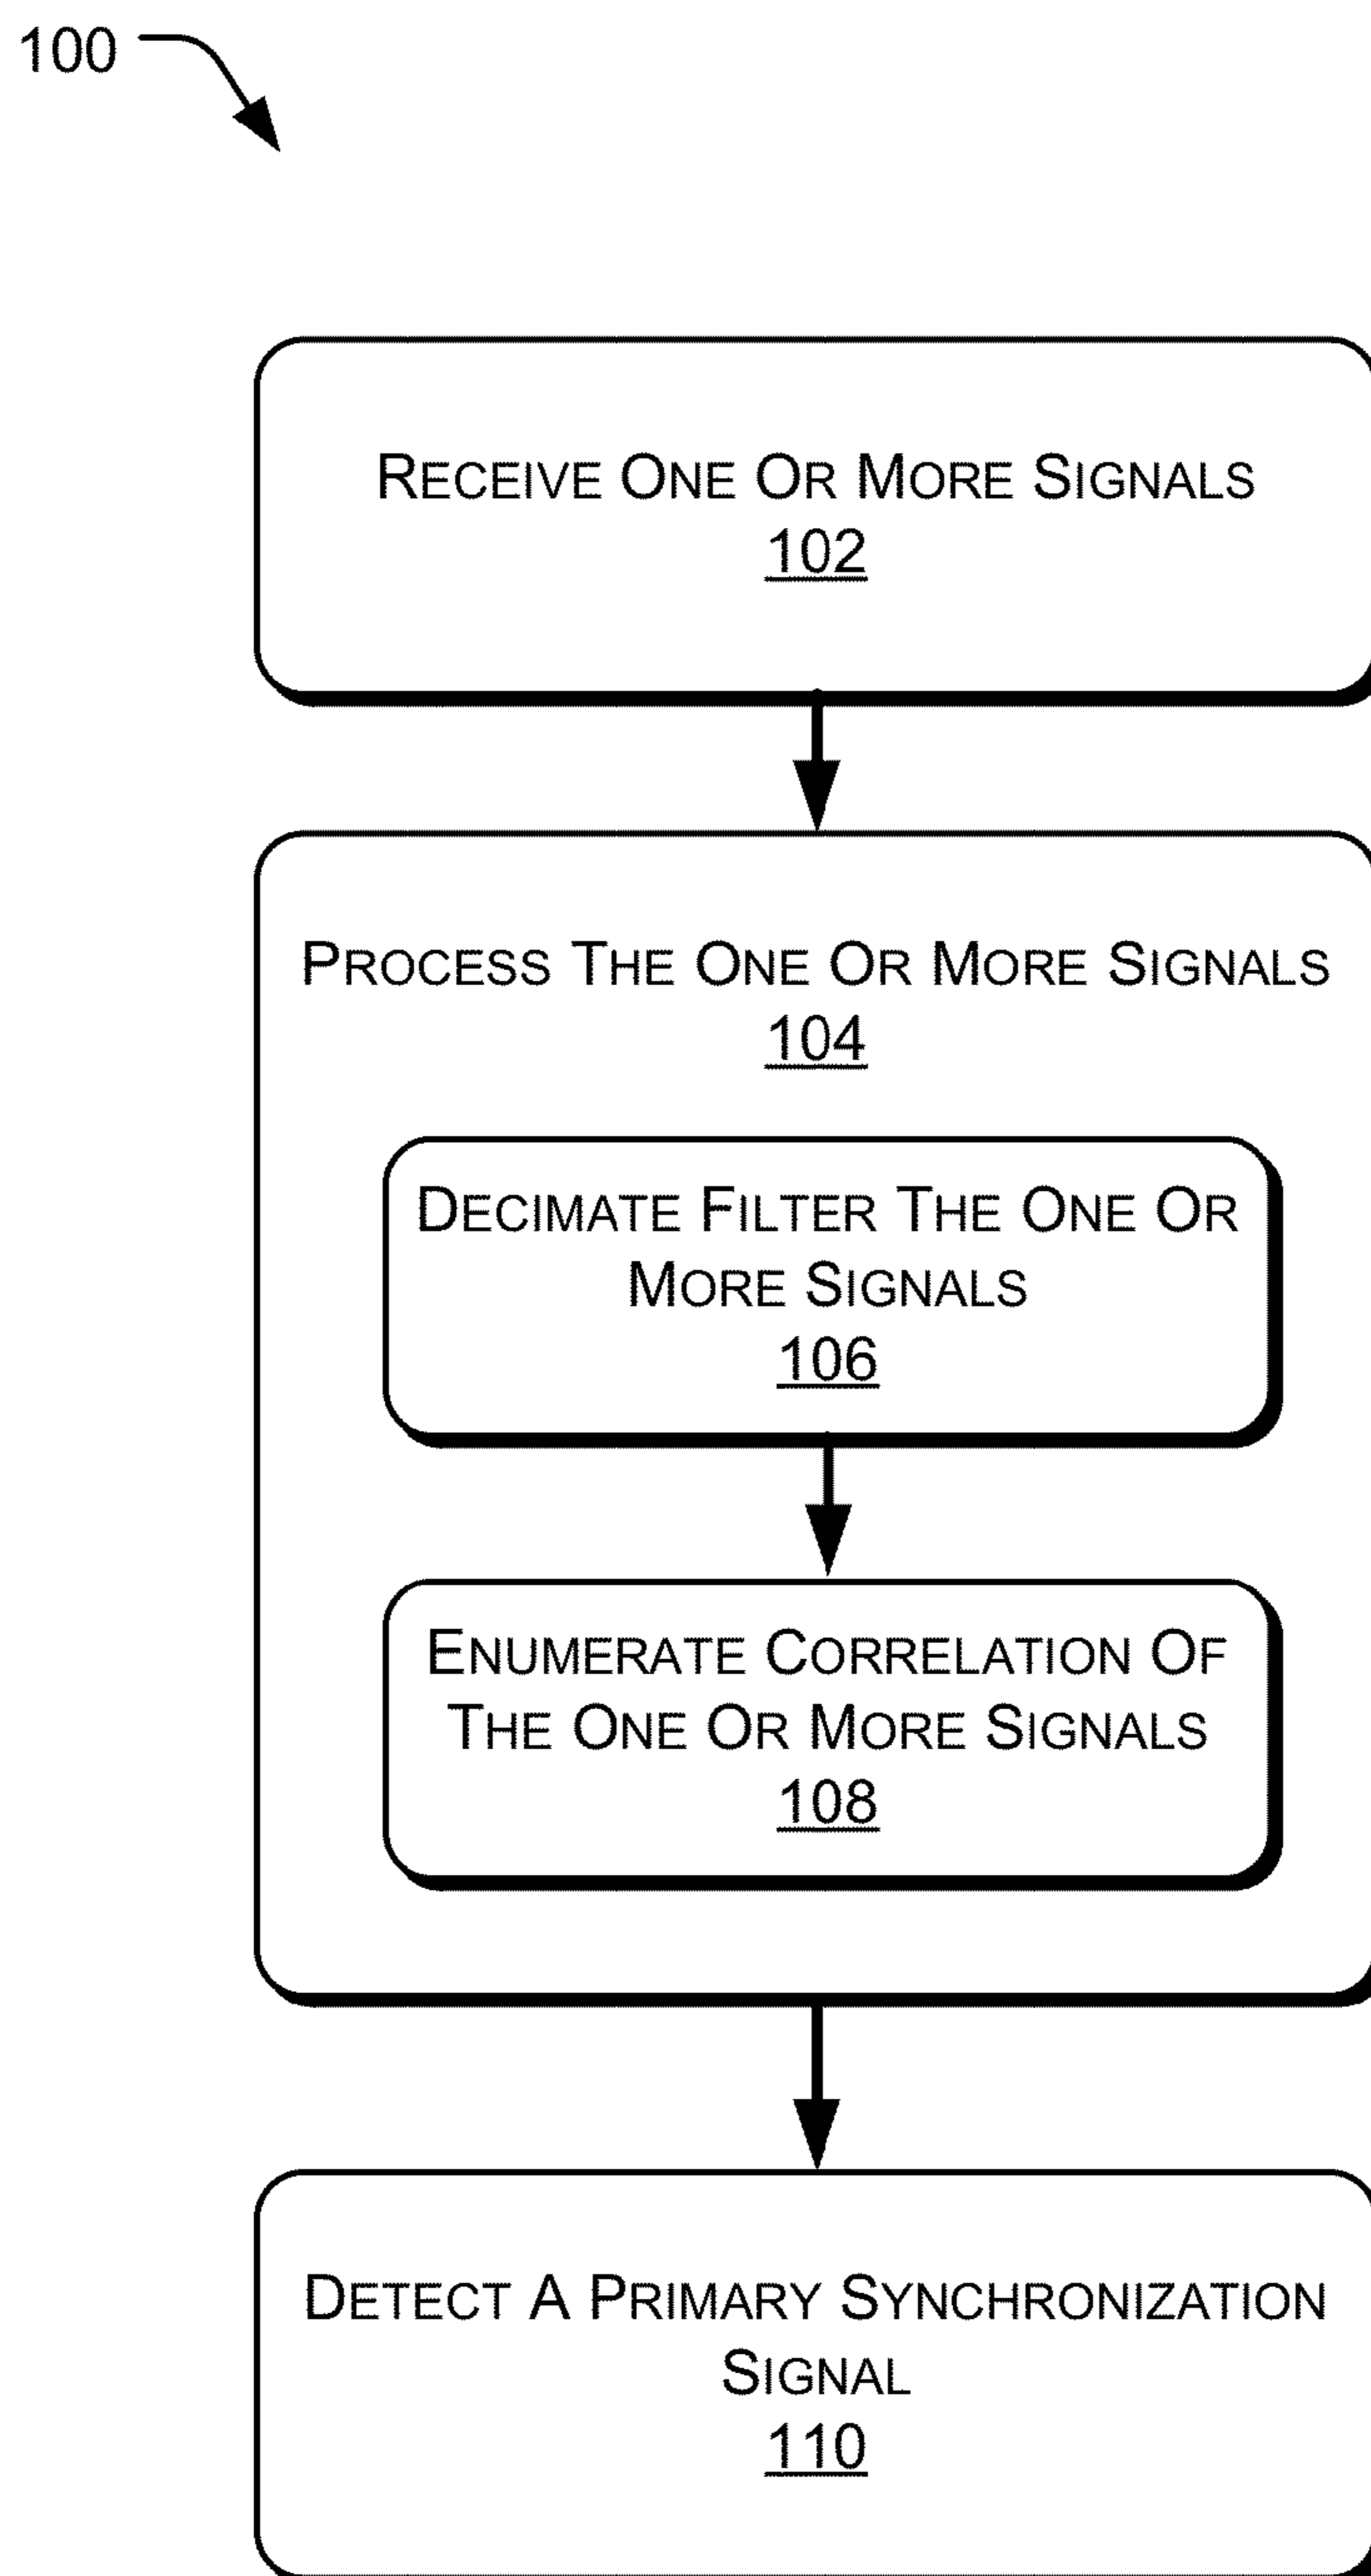 100
RECEIVE ONE OR MORE SIGNALS
102
PROCESS THE ONE OR MORE SIGNALS
104
DECIMATE FILTER THE ONE OR
MORE SIGNALS
106
ENUMERATE CORRELATION OF
THE ONE OR MORE SIGNALS
108
DETECT A PRIMARY SYNCHRONIZATION
SIGNAL
110